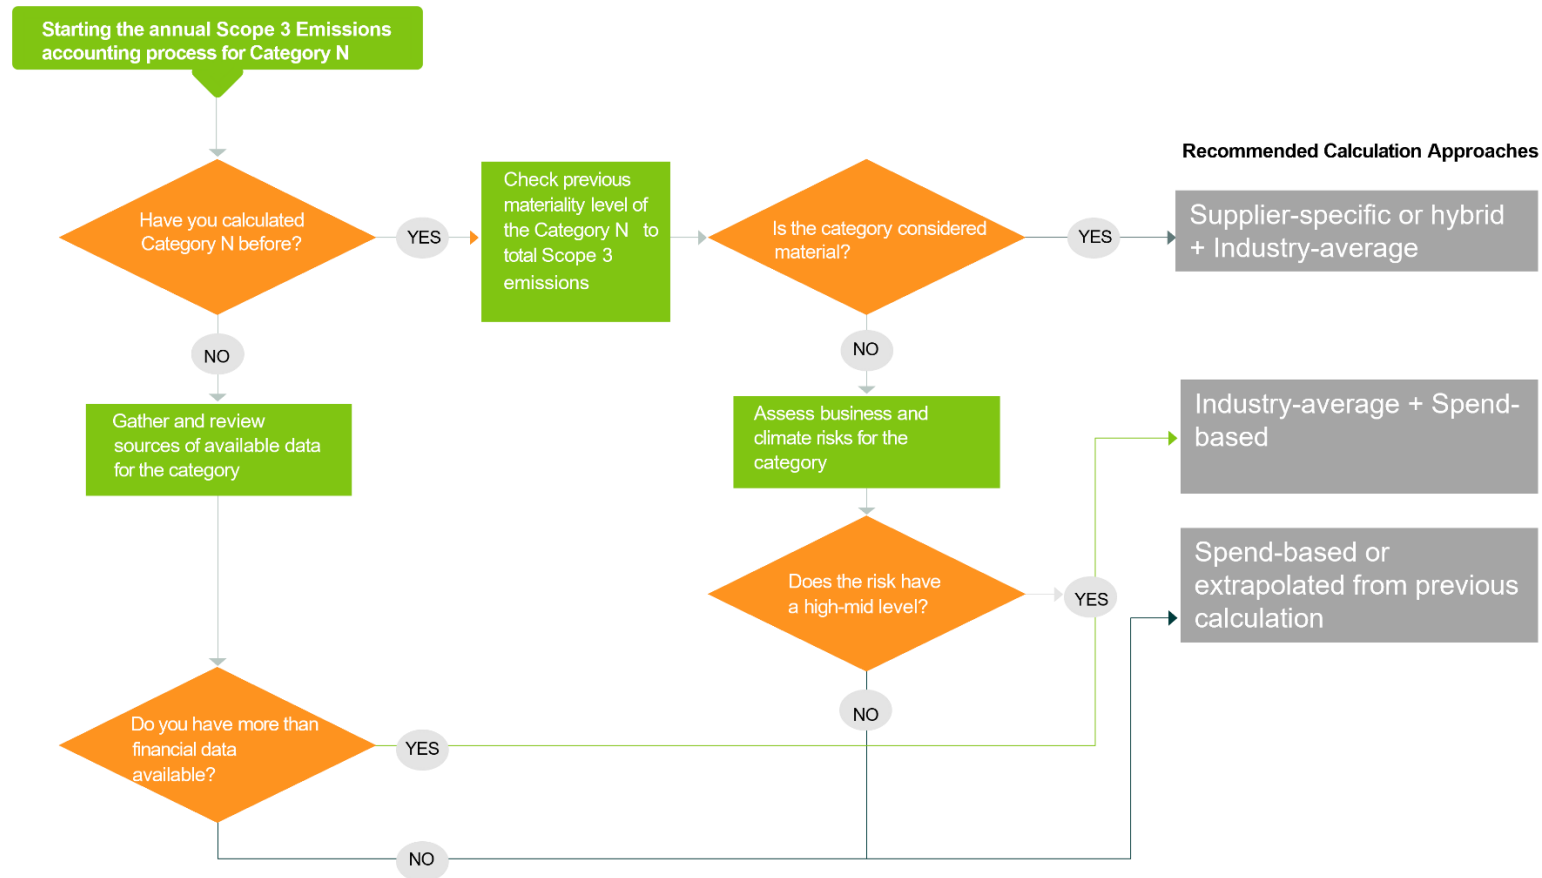 Starting the annual Scope 3 Emissions
accounting process for Category N
Recommended Calculation Approaches
Have you calculated
Category N before?
YES
Check previous
materiality level of
the Category N to
total Scope 3
emissions
Is the category considered
material?
YES
Supplier-specific or hybrid
+ Industry-average
NO
NO
Gather and review
sources of available data
for the category
Assess business and
climate risks for the
category
Industry-average + Spend-
based
Does the risk have
a high-mid level?
YES
Spend-based or
extrapolated from previous
calculation
NO
Do you have more than
financial data
available?
YES
NO